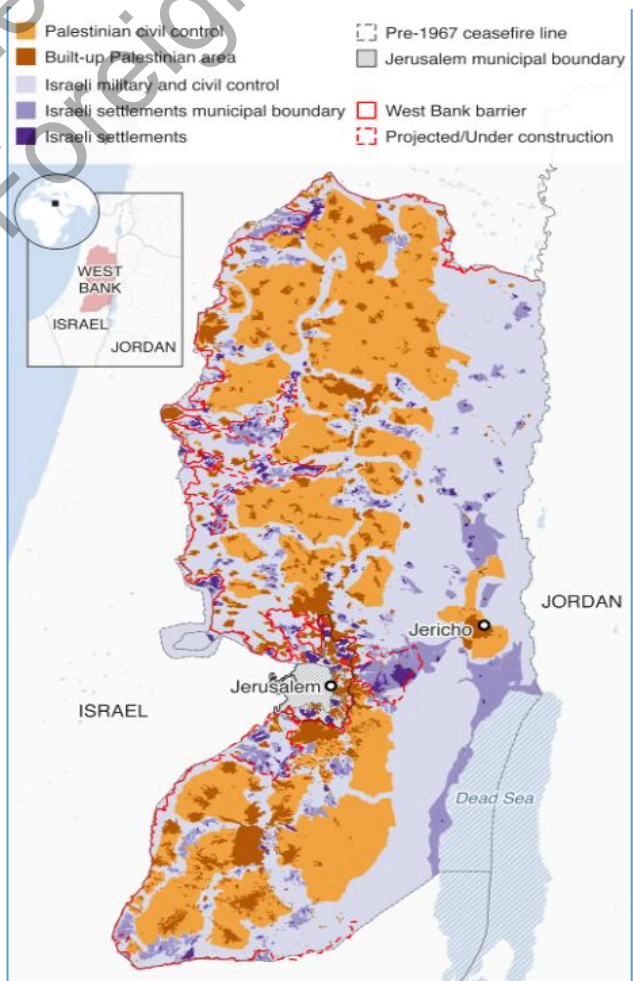 Palestinian civil control
Built-up Palestinian area
Israeli military and civil control
Israeli settlements municipal boundary
Israeli settlements
Pre-1967 ceasefire line
Jerusalem municipal boundary
West Bank barrier
Projected/Under construction
WEST
BANK
ISRAEL
JORDAN
JORDAN
Jericho
Jerusalem
ISRAEL
Dead Sea
Foreign